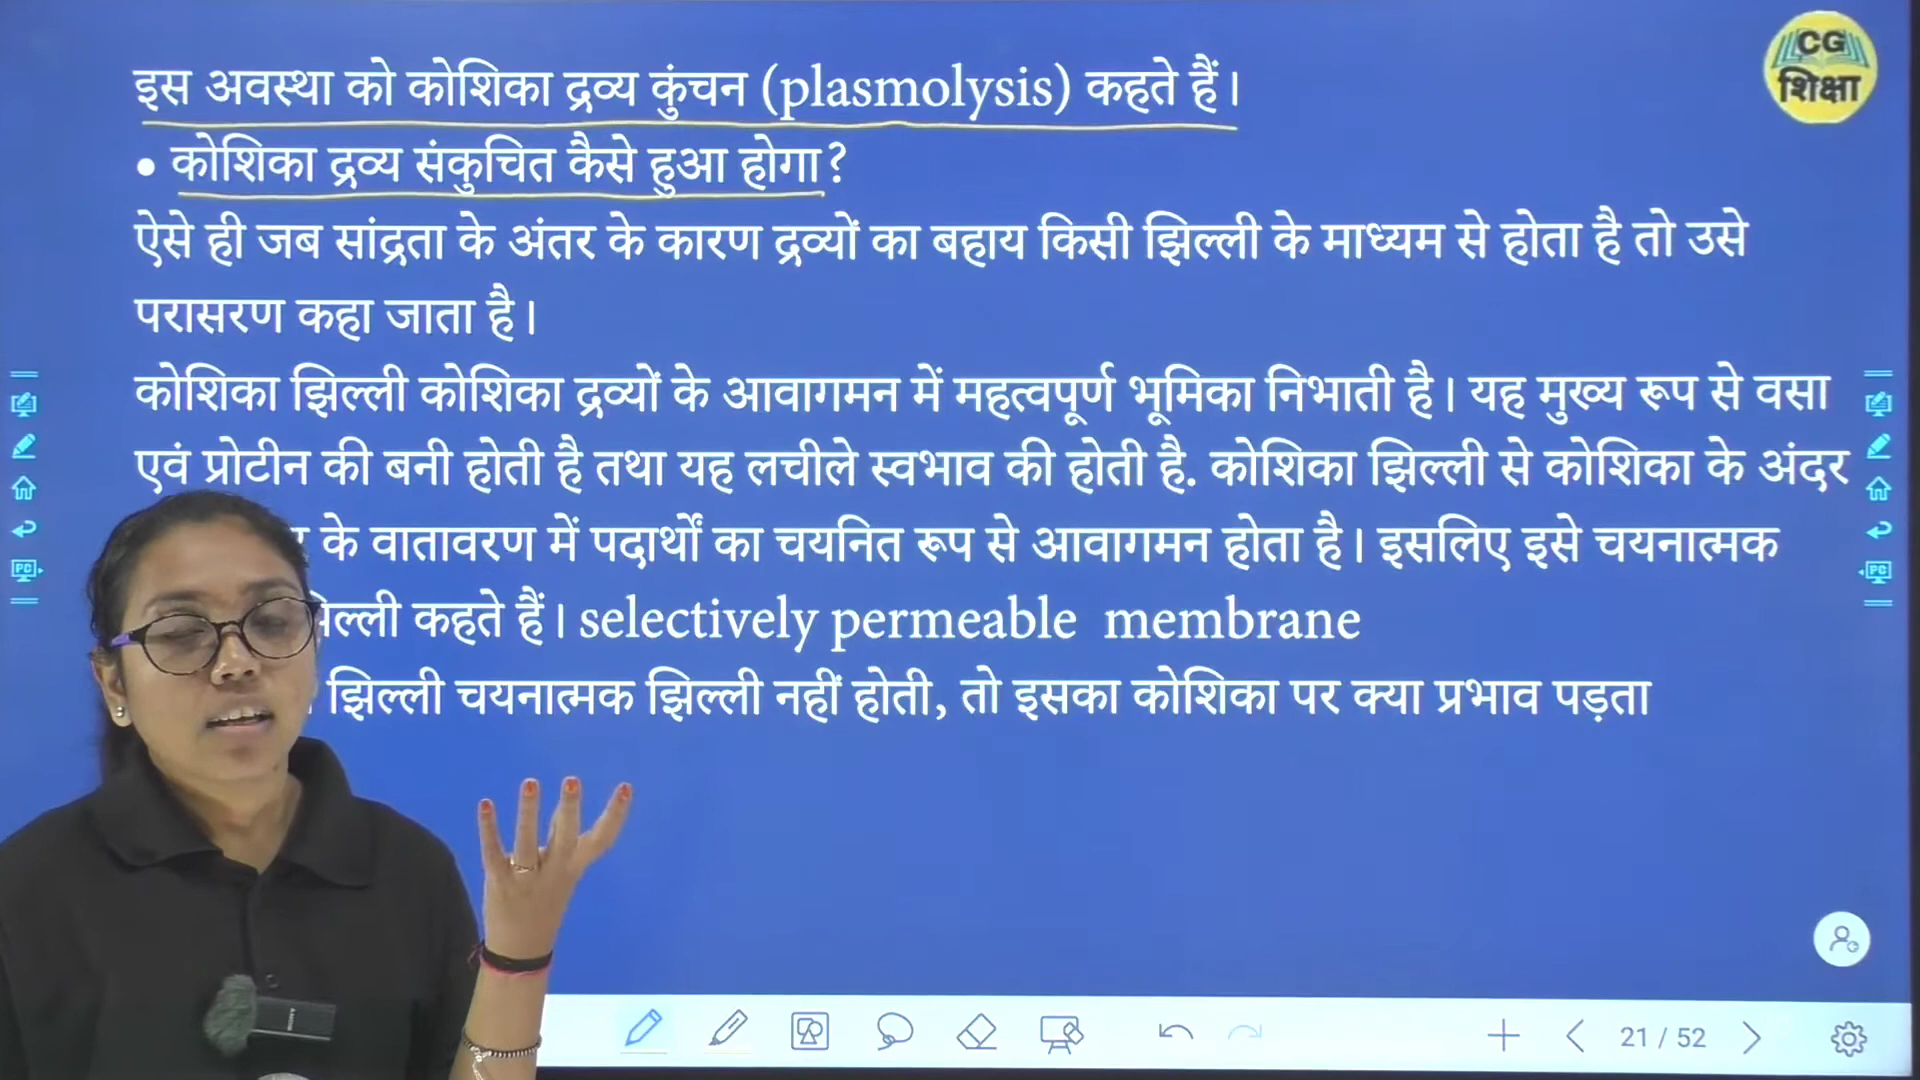 CG
शिक्षा
इस अवस्था को कोशिका द्रव्य कुंचन (plasmolysis) कहते हैं।
• कोशिका द्रव्य संकुचित कैसे हुआ होगा?
ऐसे ही जब सांद्रता के अंतर के कारण द्रव्यों का बहाय किसी झिल्ली के माध्यम से होता है तो उसे
परासरण कहा जाता है।
कोशिका झिल्ली कोशिका द्रव्यों के आवागमन में महत्वपूर्ण भूमिका निभाती है। यह मुख्य रूप से वसा
एवं प्रोटीन की बनी होती है तथा यह लचीले स्वभाव की होती है. कोशिका झिल्ली से कोशिका के अंदर
के वातावरण में पदार्थों का चयनित रूप से आवागमन होता है। इसलिए इसे चयनात्मक
कहते हैं। selectively permeable membrane
झिल्ली चयनात्मक झिल्ली नहीं होती, तो इसका कोशिका पर क्या प्रभाव पड़ता
PC
PC
21 / 52